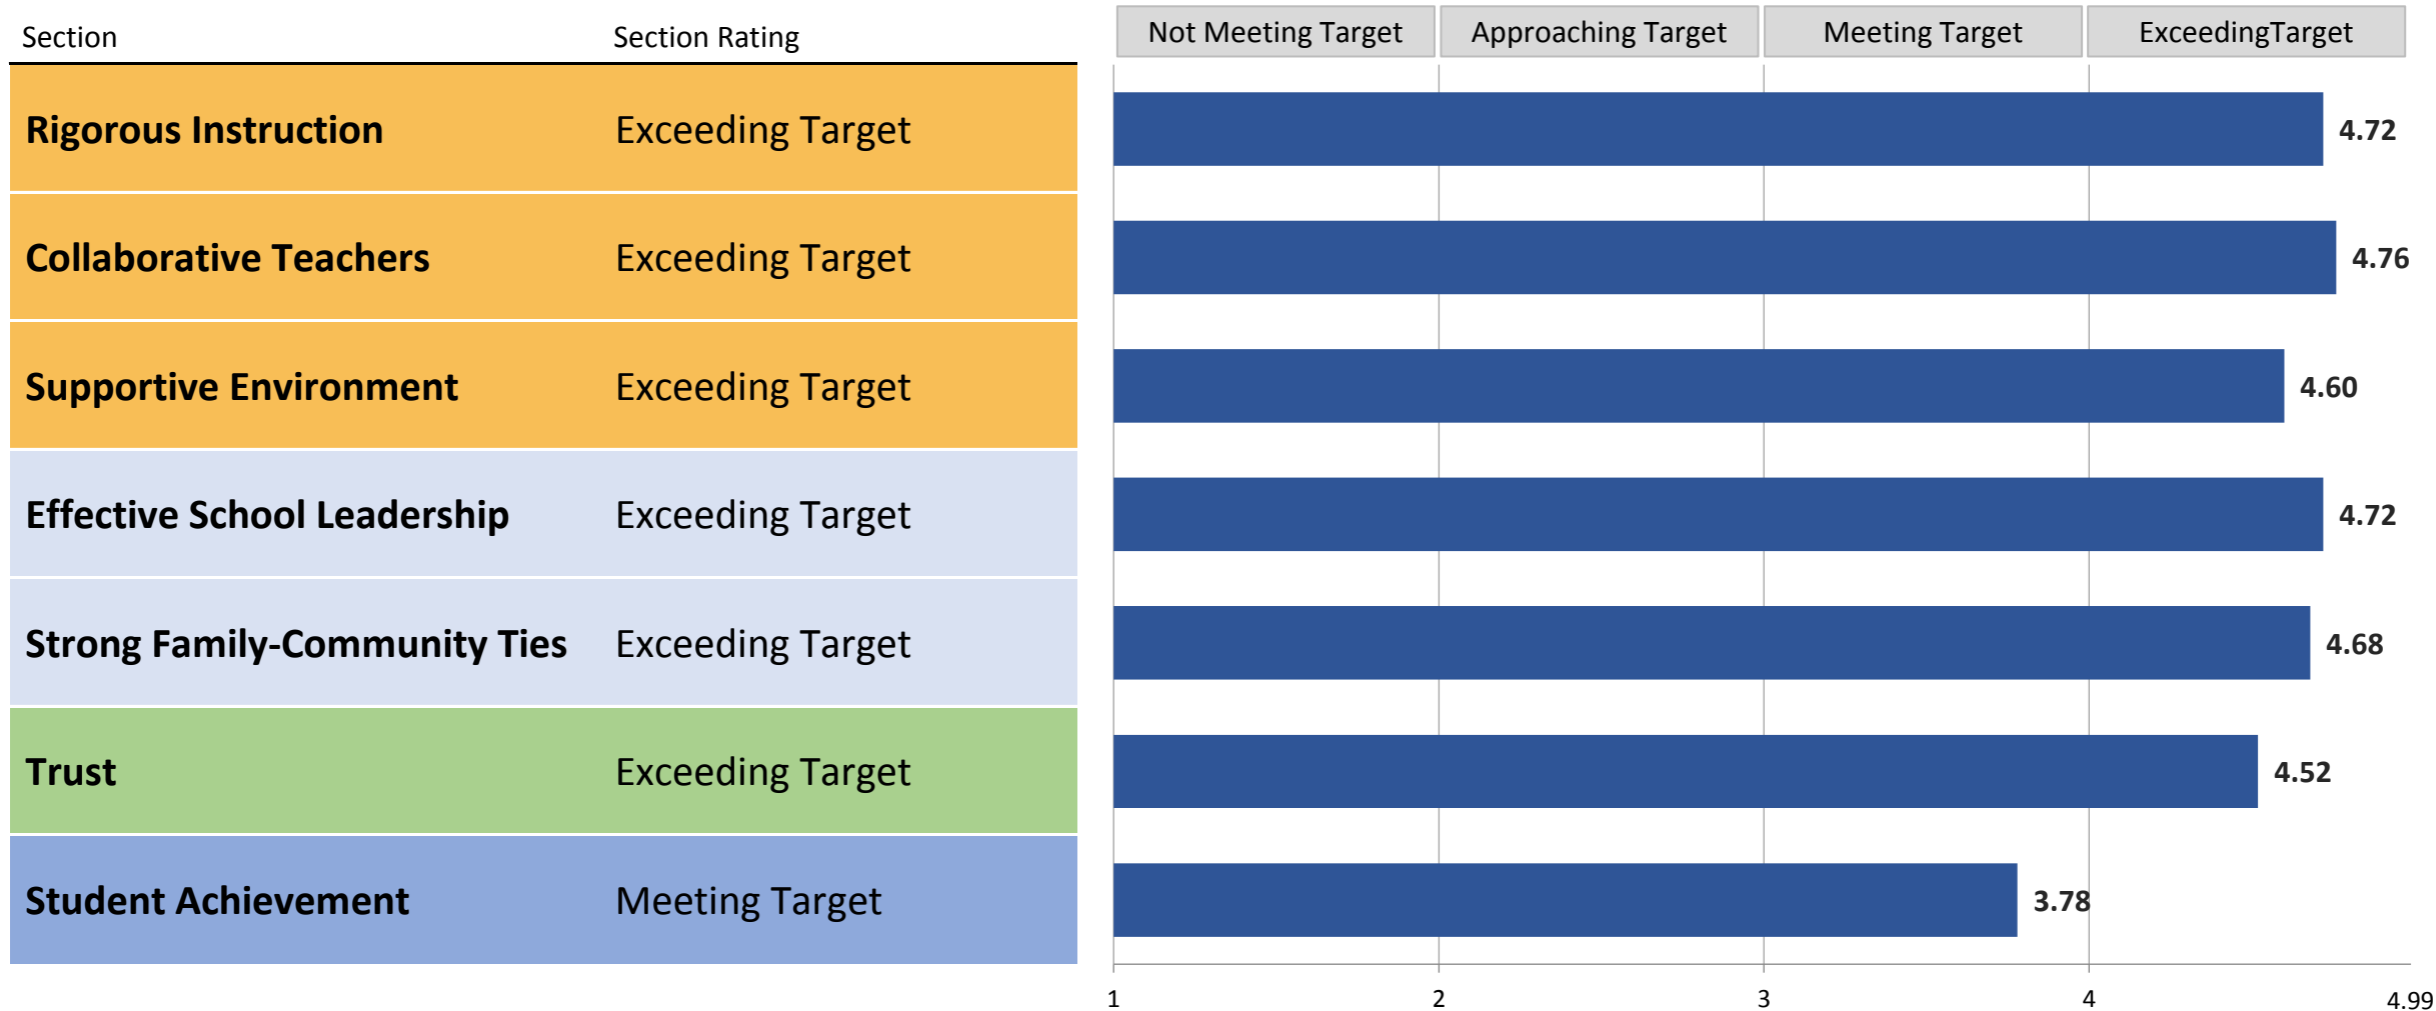 Section Section Rating Not Meeting Target Approaching Target Meeting Target ExceedingTarget
Rigorous Instruction Exceeding Target 4.72
Collaborative Teachers Exceeding Target 4.76
Supportive Environment Exceeding Target 4.60
Effective School Leadership Exceeding Target 4.72
Strong Family-Community Ties Exceeding Target 4.68
Trust Exceeding Target 4.52
Student Achievement Meeting Target 3.78
1 2 3 4 4.99